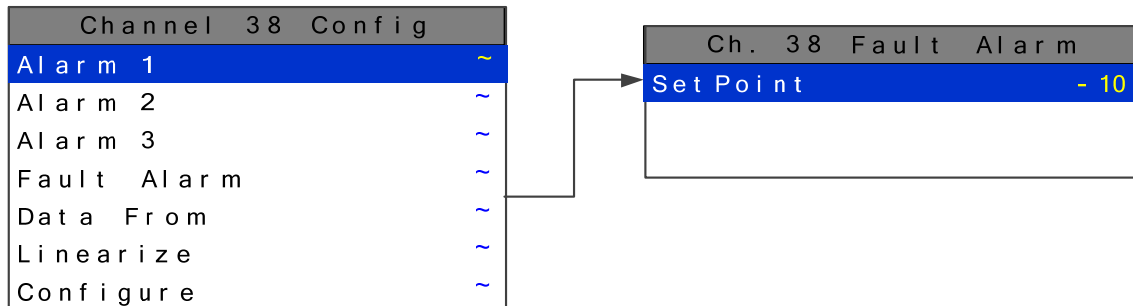 Channel 38 Config
Alarm 1 ~
Alarm 2 ~
Alarm 3 ~
Fault Alarm ~
Data From ~
Linearize ~
Configure ~
Ch. 38 Fault Alarm
Set Point -10